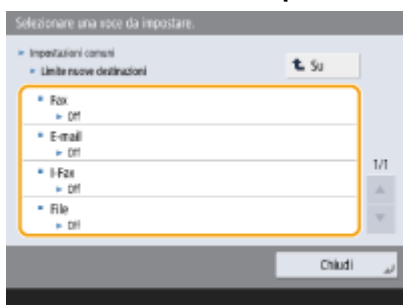 Selezionare una voce da impostare.
Impostazioni comuni
Limite nuove destinazioni
Su
Fax
Off
E-mail
Off
I-Fax
Off
File
Off
1/1
Chiudi